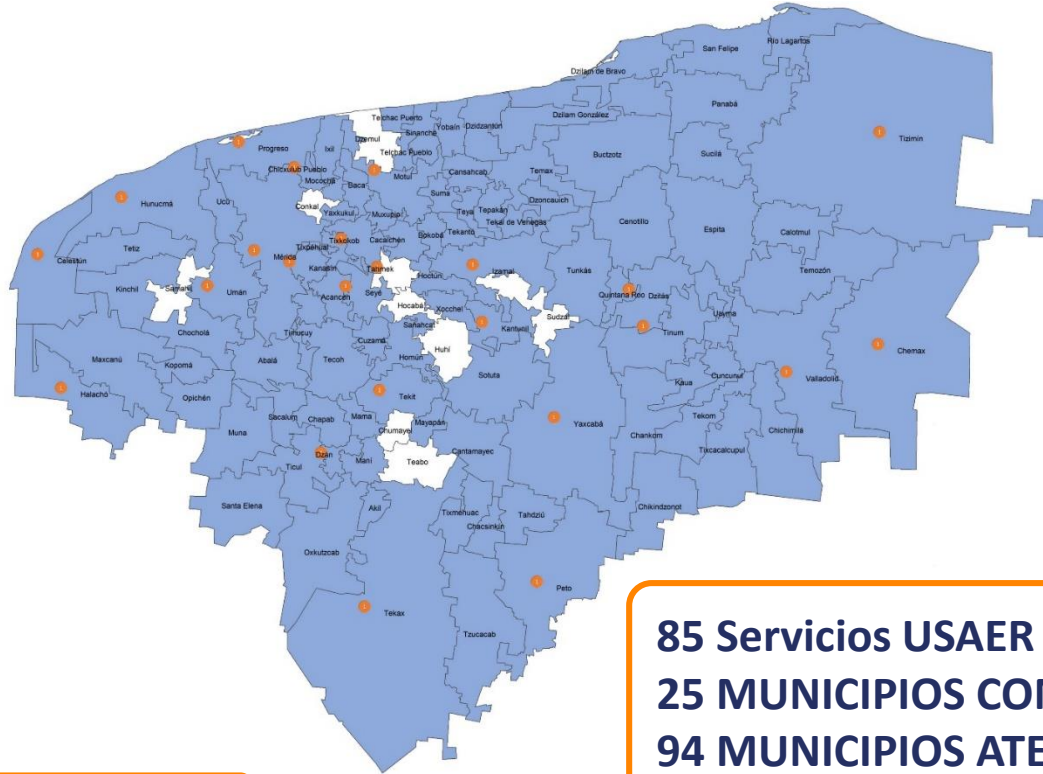 San Felipe
Río Lagartos
Dzilam de Bravo
Panabá
Tizimín
Telchac Puerto
Dzemul
Sinanché
Yobaín
Dzidzantún
Dzilam González
Progreso
Ixil
Telchac Pueblo
Buctzotz
Sucilá
Chicxulub Pueblo
Mocochá
Baca
Motul
Cansahcab
Temax
Hunucmá
Ucú
Conkal
Yaxkukul
Muxupip
Suma
Teya
Tepakán
Dzoncauich
Tekal de Venegas
Cenotillo
Espita
Calotmul
Tetiz
Celestún
Tixkokob
Tixpéhual
Cacalchén
Bokobá
Tekantó
Mérida
Kanasín
Tahmek
Hoctún
Izamal
Tunkás
Temozón
Kinchil
Samahil
Umán
Acanceh
Seyé
Hocabá
Xocchel
Quintana Roo
Dzitás
Sudzal
Uayma
Chocholá
Timucuy
Sanahcat
Kantunil
Tinum
Cuzamá
Huhí
Chemax
Maxcanú
Kopomá
Abalá
Tecoh
Homún
Sotuta
Kaua
Cuncunul
Valladolid
Halachó
Opichén
Tekit
Yaxcabá
Sacalum
Chapab
Mama
Mayapán
Tekom
Chichimilá
Muna
Chumayel
Chankom
Tixcacalcupul
Dzan
Maní
Teabo
Cantamayec
Ticul
Santa Elena
Akil
Tixmehuac
Tahdziú
Chikindzonot
Chacsinkín
Oxkutzcab
Peto
Tekax
Tzucacab
85 Servicios USAER
25 MUNICIPIOS CON
94 MUNICIPIOS ATE